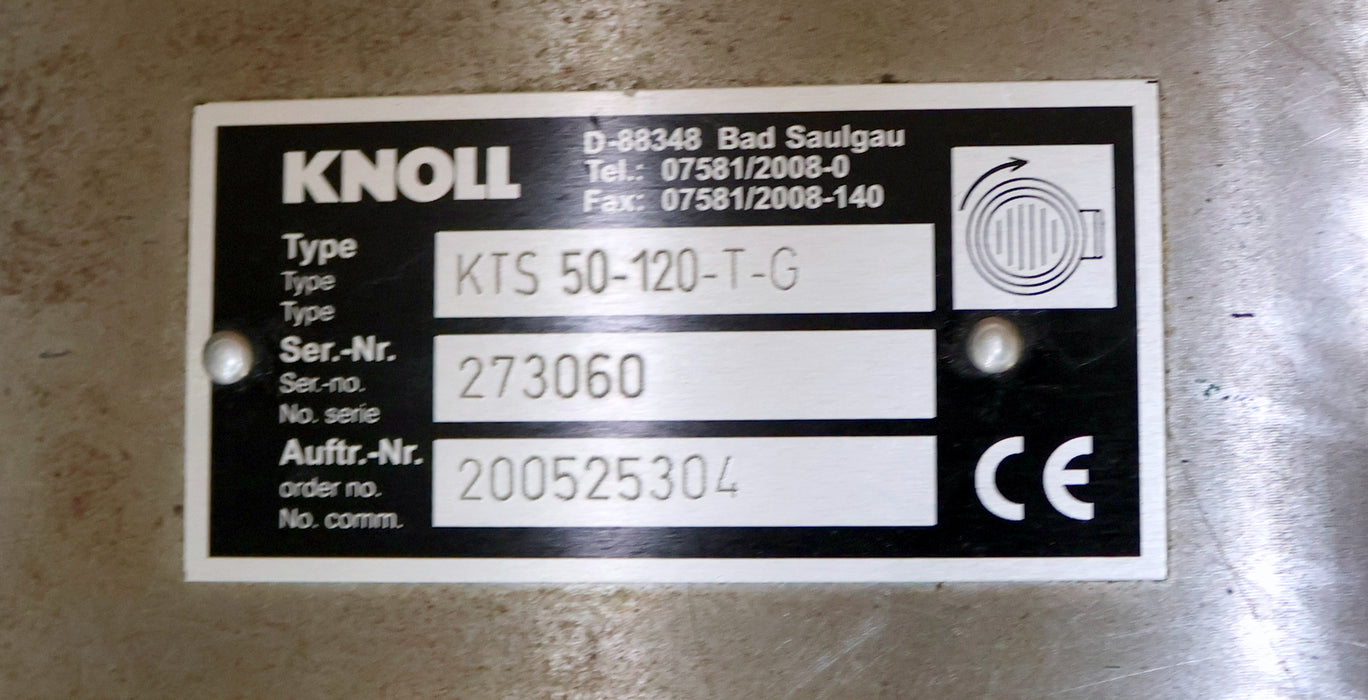 KNOLL
D-88348 Bad Saulgau
Tel.: 07581/2008-0
Fax: 07581/2008-140
Type KTS 50-120-T-G
Type
Type
Ser.-Nr. 273060
Ser.-no.
No. serie
Auftr.-Nr. 200525304
order no.
No. comm.
CE